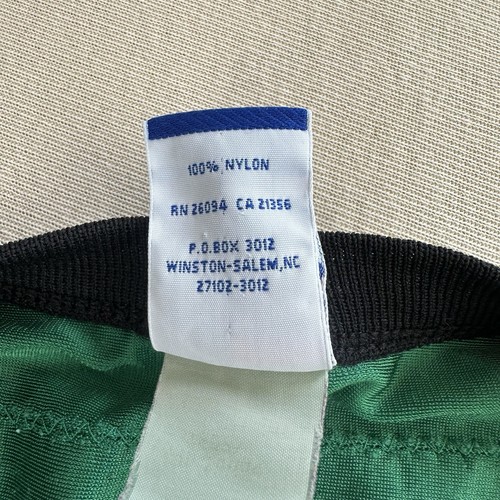 100% NYLON
RN 26094 CA 21356
P.O.BOX 3012
WINSTON-SALEM,NC
27102-3012